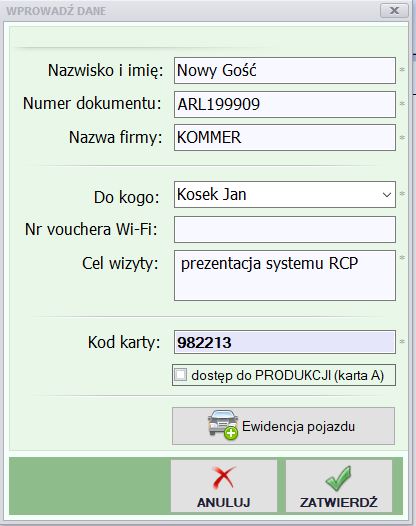 WPROWADŹ DANE
Nazwisko i imię: Nowy Gość *
Numer dokumentu: ARL199909 *
Nazwa firmy: KOMMER *
Do kogo: Kosek Jan *
Nr vouchera Wi-Fi:
Cel wizyty: prezentacja systemu RCP *
Kod karty: 982213 *
dostęp do PRODUKCJI (karta A)
Ewidencja pojazdu
ANULUJ ZATWIERDŹ